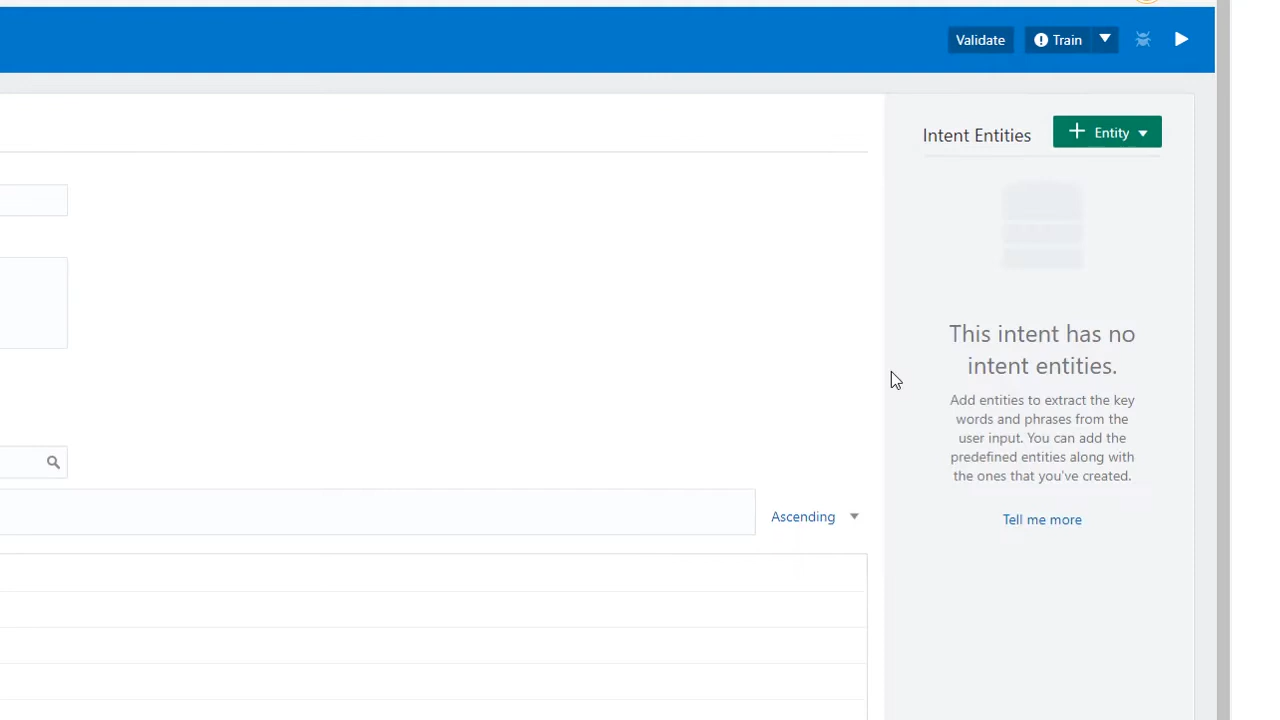 Validate
Train
Intent Entities
Entity
This intent has no
intent entities.
Add entities to extract the key
words and phrases from the
user input. You can add the
predefined entities along with
the ones that you've created.
Ascending
Tell me more